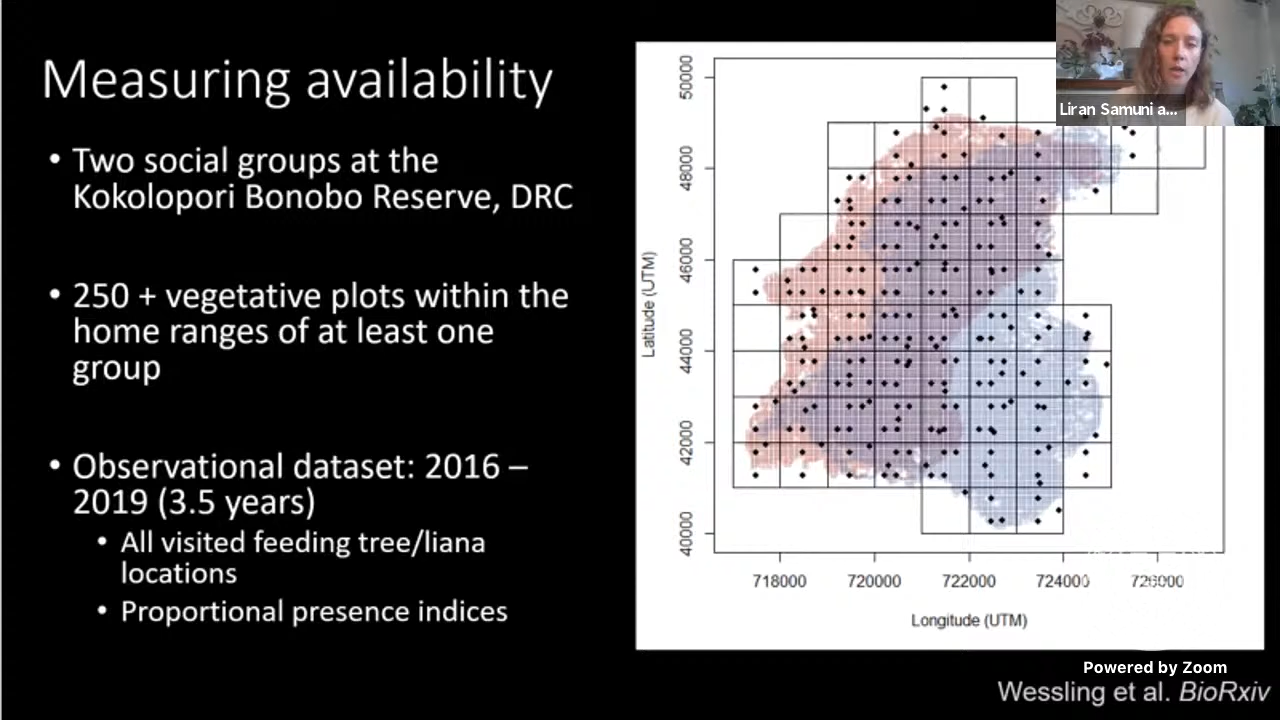 Measuring availability
• Two social groups at the
Kokolopori Bonobo Reserve, DRC
• 250 + vegetative plots within the
home ranges of at least one
group
• Observational dataset: 2016 –
2019 (3.5 years)
• All visited feeding tree/liana
locations
• Proportional presence indices
Liran Samuni a...
Latitude (UTM)
50000
48000
46000
44000
42000
40000
718000 720000 722000 724000 726000
Longitude (UTM)
Powered by Zoom
Wessling et al. BioRxiv